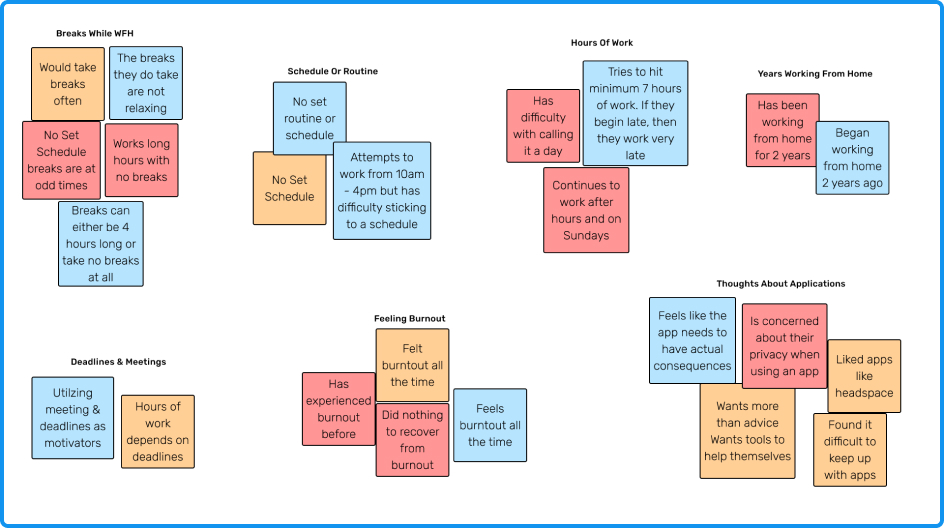 Breaks While WFH
Would take
breaks
often
The breaks
they do take
are not
relaxing
No Set
Schedule
breaks are at
odd times
Works long
hours with
no breaks
Breaks can
either be 4
hours long or
take no breaks
at all
Schedule Or Routine
No set
routine or
schedule
No Set
Schedule
Attempts to
work from 10am
- 4pm but has
difficulty sticking
to a schedule
Hours Of Work
Has
difficulty
with calling
it a day
Tries to hit
minimum 7 hours
of work. If they
begin late, then
they work very
late
Continues to
work after
hours and on
Sundays
Years Working From Home
Has been
working
from home
for 2 years
Began
working
from home
2 years ago
Deadlines & Meetings
Utilzing
meeting &
deadlines as
motivators
Hours of
work
depends on
deadlines
Feeling Burnout
Felt
burntout all
the time
Has
experienced
burnout
before
Did nothing
to recover
from
burnout
Feels
burntout all
the time
Thoughts About Applications
Feels like the
app needs to
have actual
consequences
Is concerned
about their
privacy when
using an app
Liked apps
like
headspace
Wants more
than advice
Wants tools to
help themselves
Found it
difficult to
keep up
with apps